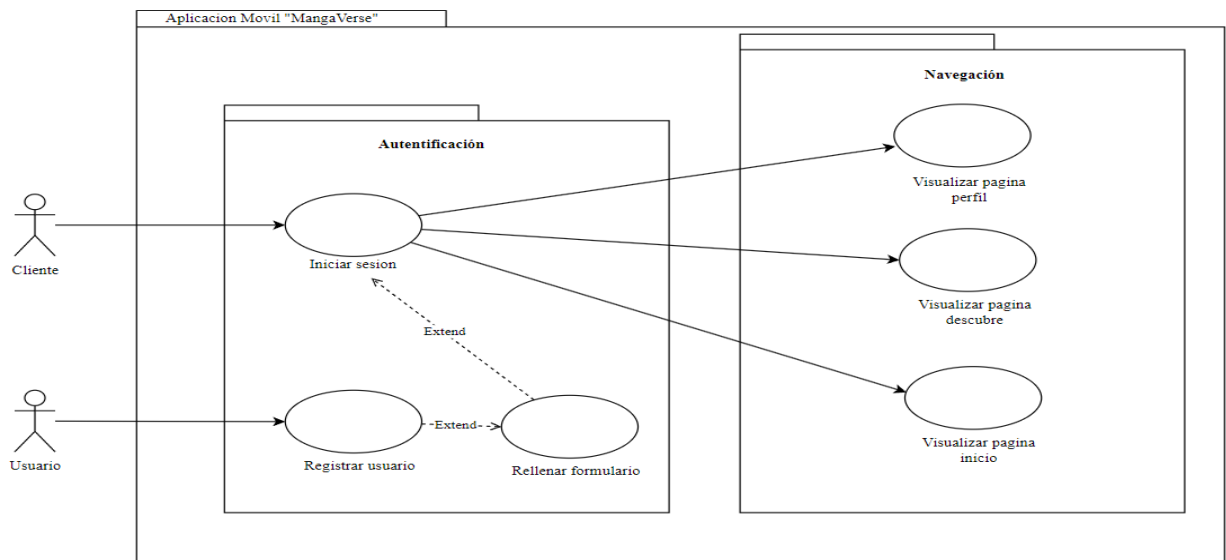 Aplicacion Movil "MangaVerse"
Navegación
Autentificación
Visualizar pagina
perfil
Cliente
Iniciar sesion
Visualizar pagina
descubre
Extend
Usuario
Registrar usuario
Extend
Rellenar formulario
Visualizar pagina
inicio